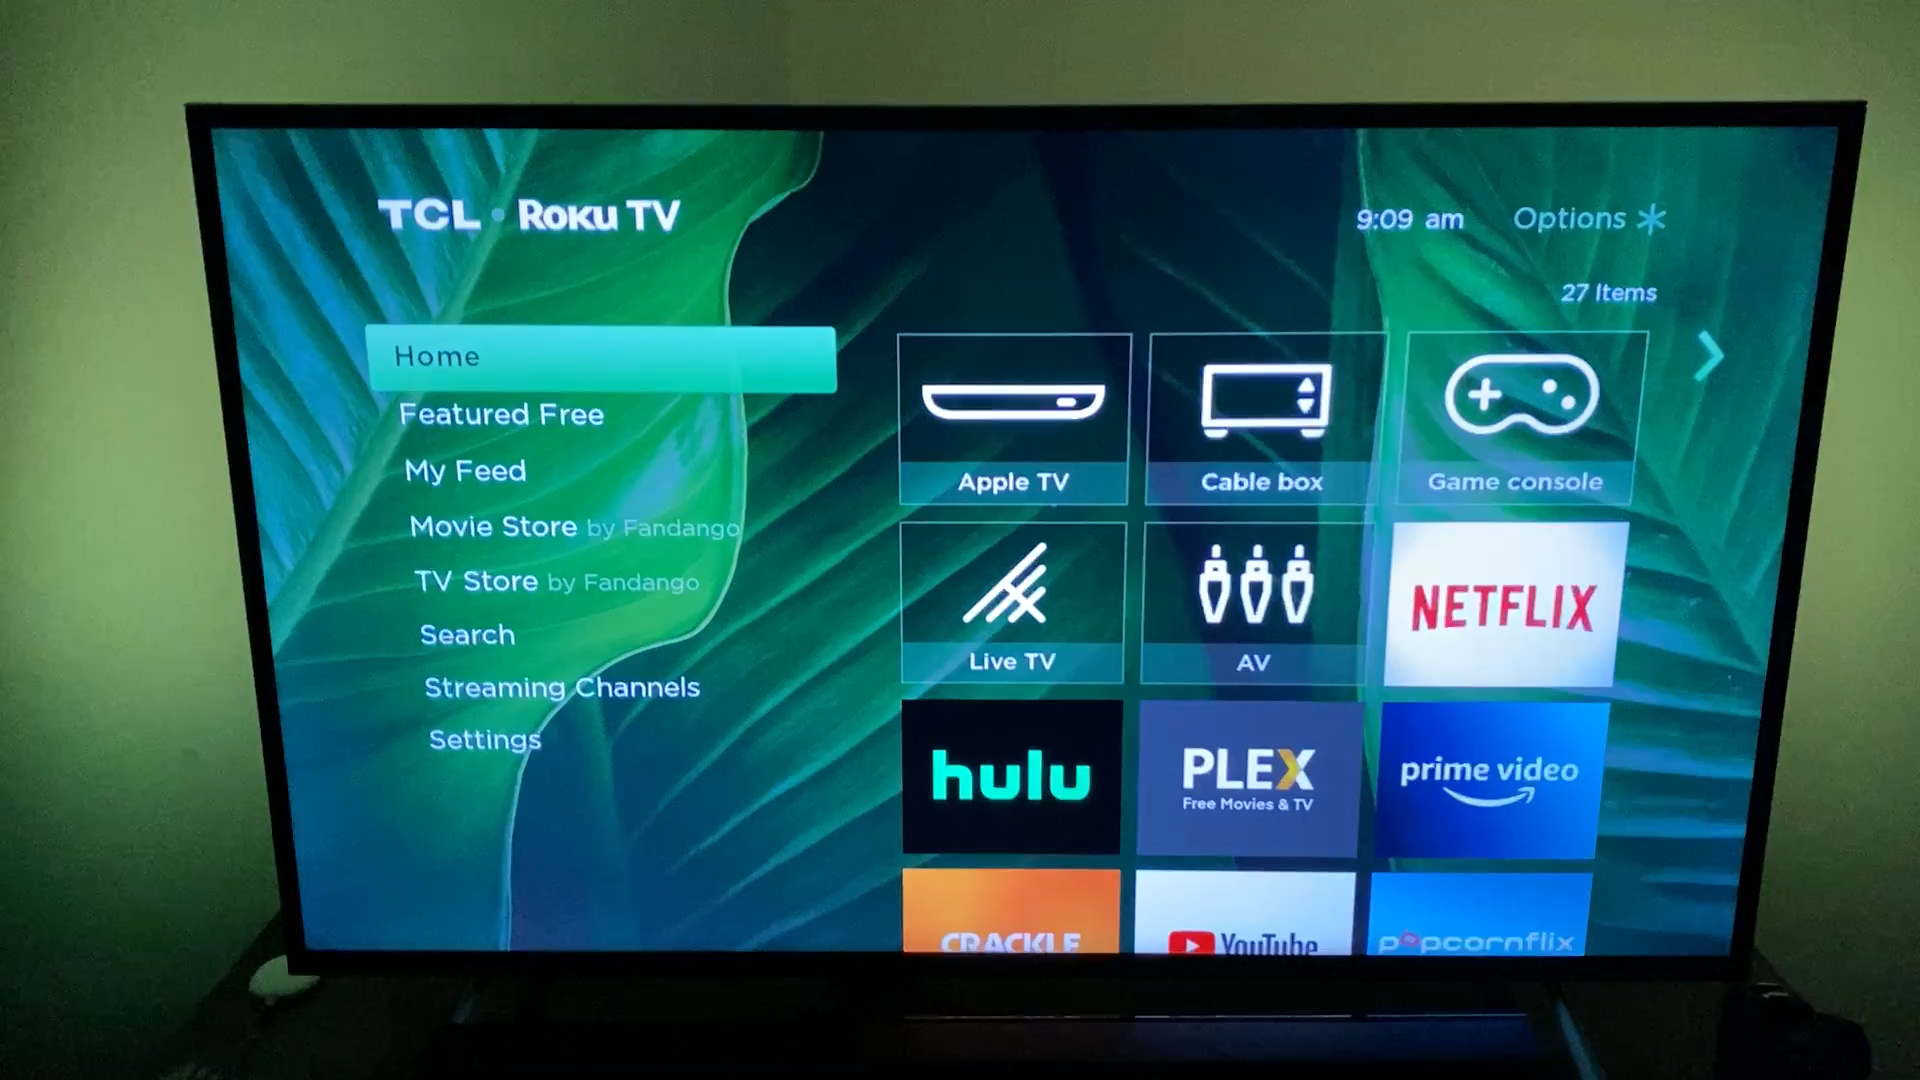 TCL • Roku TV
9:09 am Options
27 Items
Home
Featured Free
My Feed
Movie Store by Fandango
TV Store by Fandango
Search
Streaming Channels
Settings
Apple TV
Cable box
Game console
Live TV
AV
NETFLIX
hulu
PLEX
Free Movies & TV
prime video
CRACKLE
YouTube
popcornflix